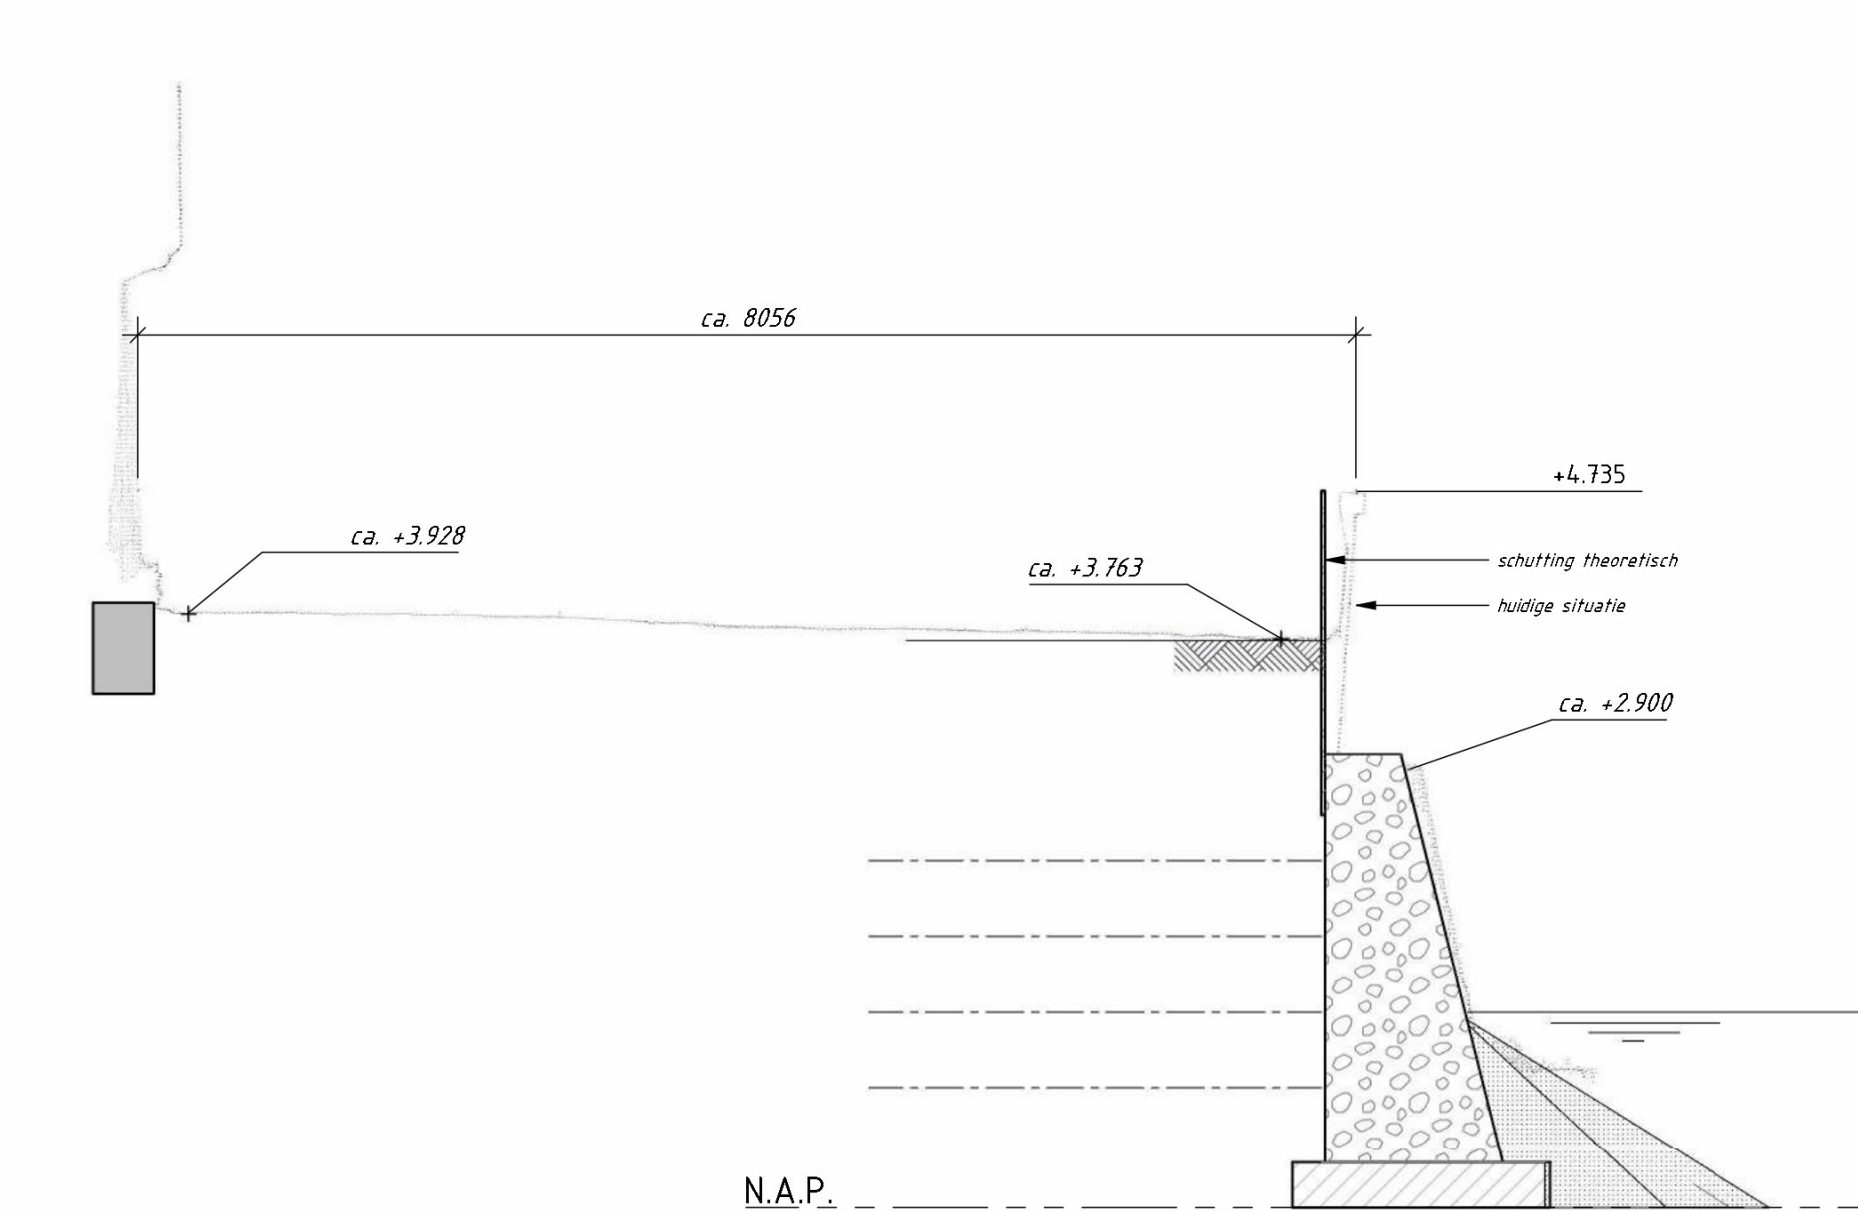 ca. 8056
+4.735
ca. +3.928
ca. +3.763
schutting theoretisch
huidige situatie
ca. +2.900
N.A.P.